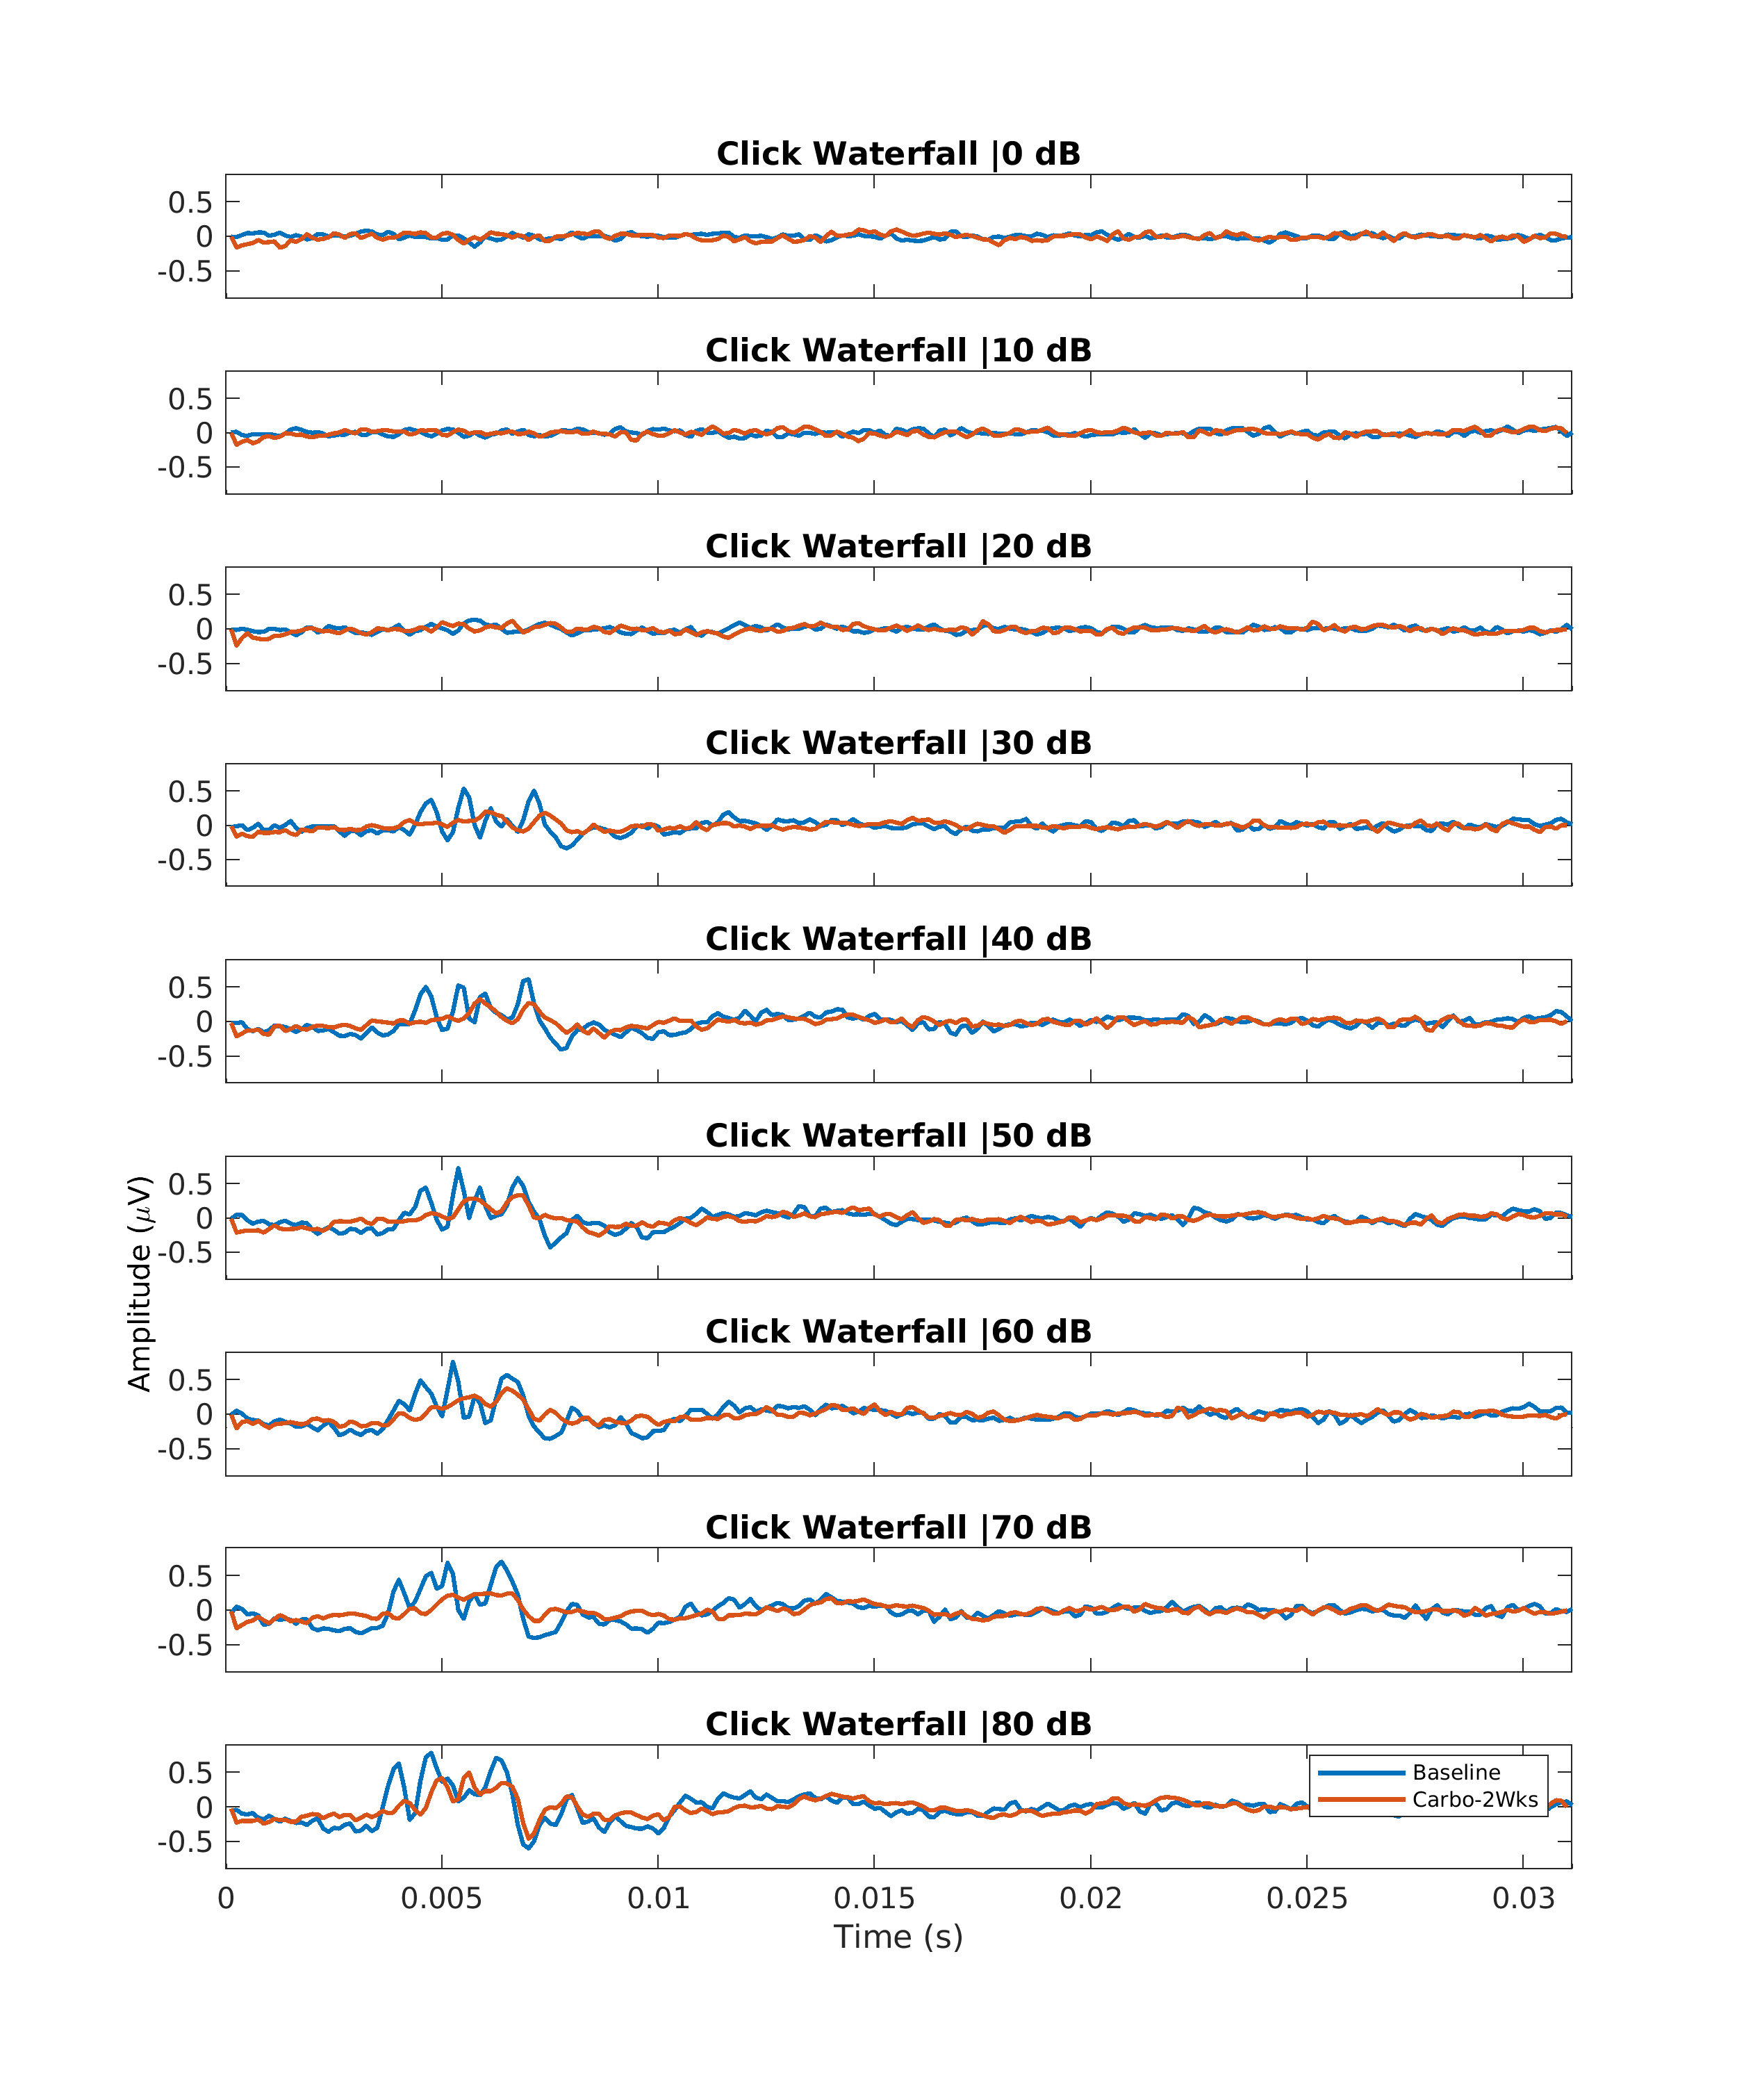 Click Waterfall |0 dB
0.5
0
-0.5
Click Waterfall |10 dB
0.5
0
-0.5
Click Waterfall |20 dB
0.5
0
-0.5
Click Waterfall |30 dB
0.5
0
-0.5
Click Waterfall |40 dB
0.5
0
-0.5
Click Waterfall |50 dB
0.5
0
-0.5
Amplitude (μV)
Click Waterfall |60 dB
0.5
0
-0.5
Click Waterfall |70 dB
0.5
0
-0.5
Click Waterfall |80 dB
0.5
0
-0.5
Baseline
Carbo-2Wks
0 0.005 0.01 0.015 0.02 0.025 0.03
Time (s)